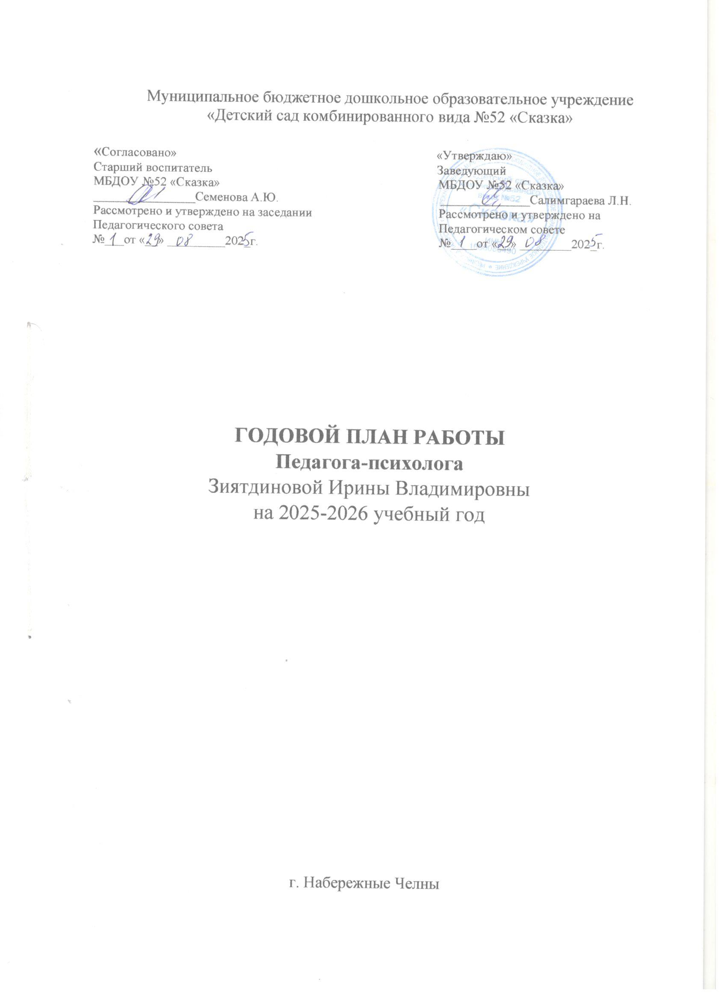 Муниципальное бюджетное дошкольное образовательное учреждение
«Детский сад комбинированного вида №52 «Сказка»
«Согласовано»
Старший воспитатель
МБДОУ №52 «Сказка»
________________Семенова А.Ю.
Рассмотрено и утверждено на заседании
Педагогического совета
№ 1 от «29» 08 2025г.
«Утверждаю»
Заведующий
МБДОУ №52 «Сказка»
______________Салимгараева Л.Н.
Рассмотрено и утверждено на
Педагогическом совете
№ 1 от «29» 08 2025г.
«Сказка»
ИНН
ГОДОВОЙ ПЛАН РАБОТЫ
Педагога-психолога
Зиятдиновой Ирины Владимировны
на 2025-2026 учебный год
г. Набережные Челны